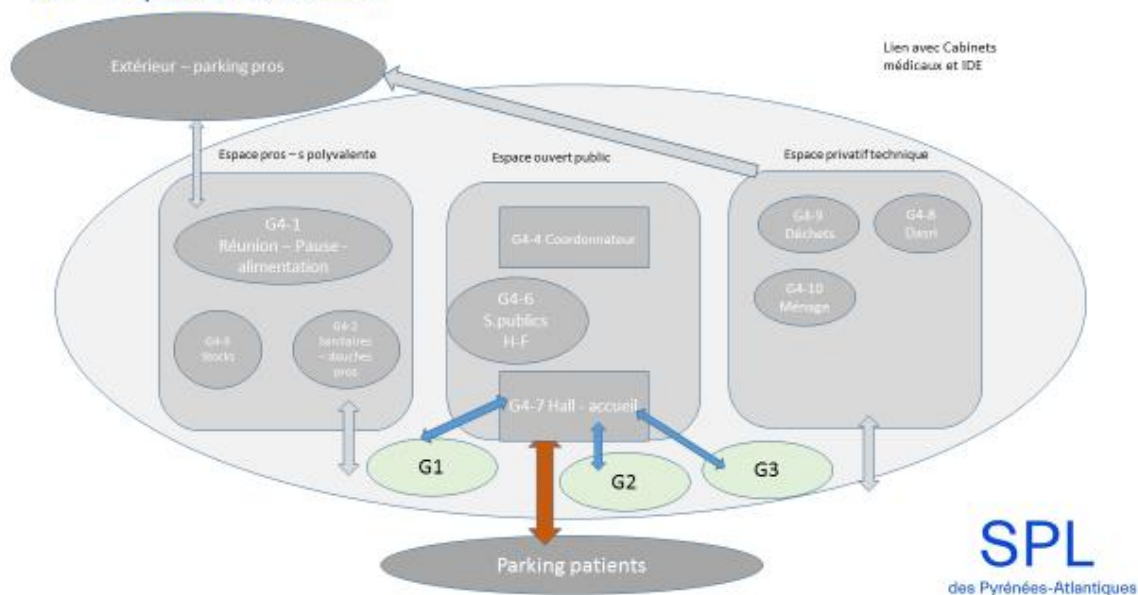 Extérieur – parking pros
Lien avec Cabinets
médicaux et IDE
Espace pros – s polyvalente
Espace ouvert public
Espace privatif technique
G4-1
Réunion – Pause -
alimentation
G4-2
Sanitaires
– douches
pros
Stocks
G4-4 Coordonnateur
G4-6
S.publics
H-F
G4-7 Hall - accueil
G4-9
Déchets
G4-8
Dasri
G4-10
Ménage
G1
G2
G3
Parking patients
SPL
des Pyrénées-Atlantiques